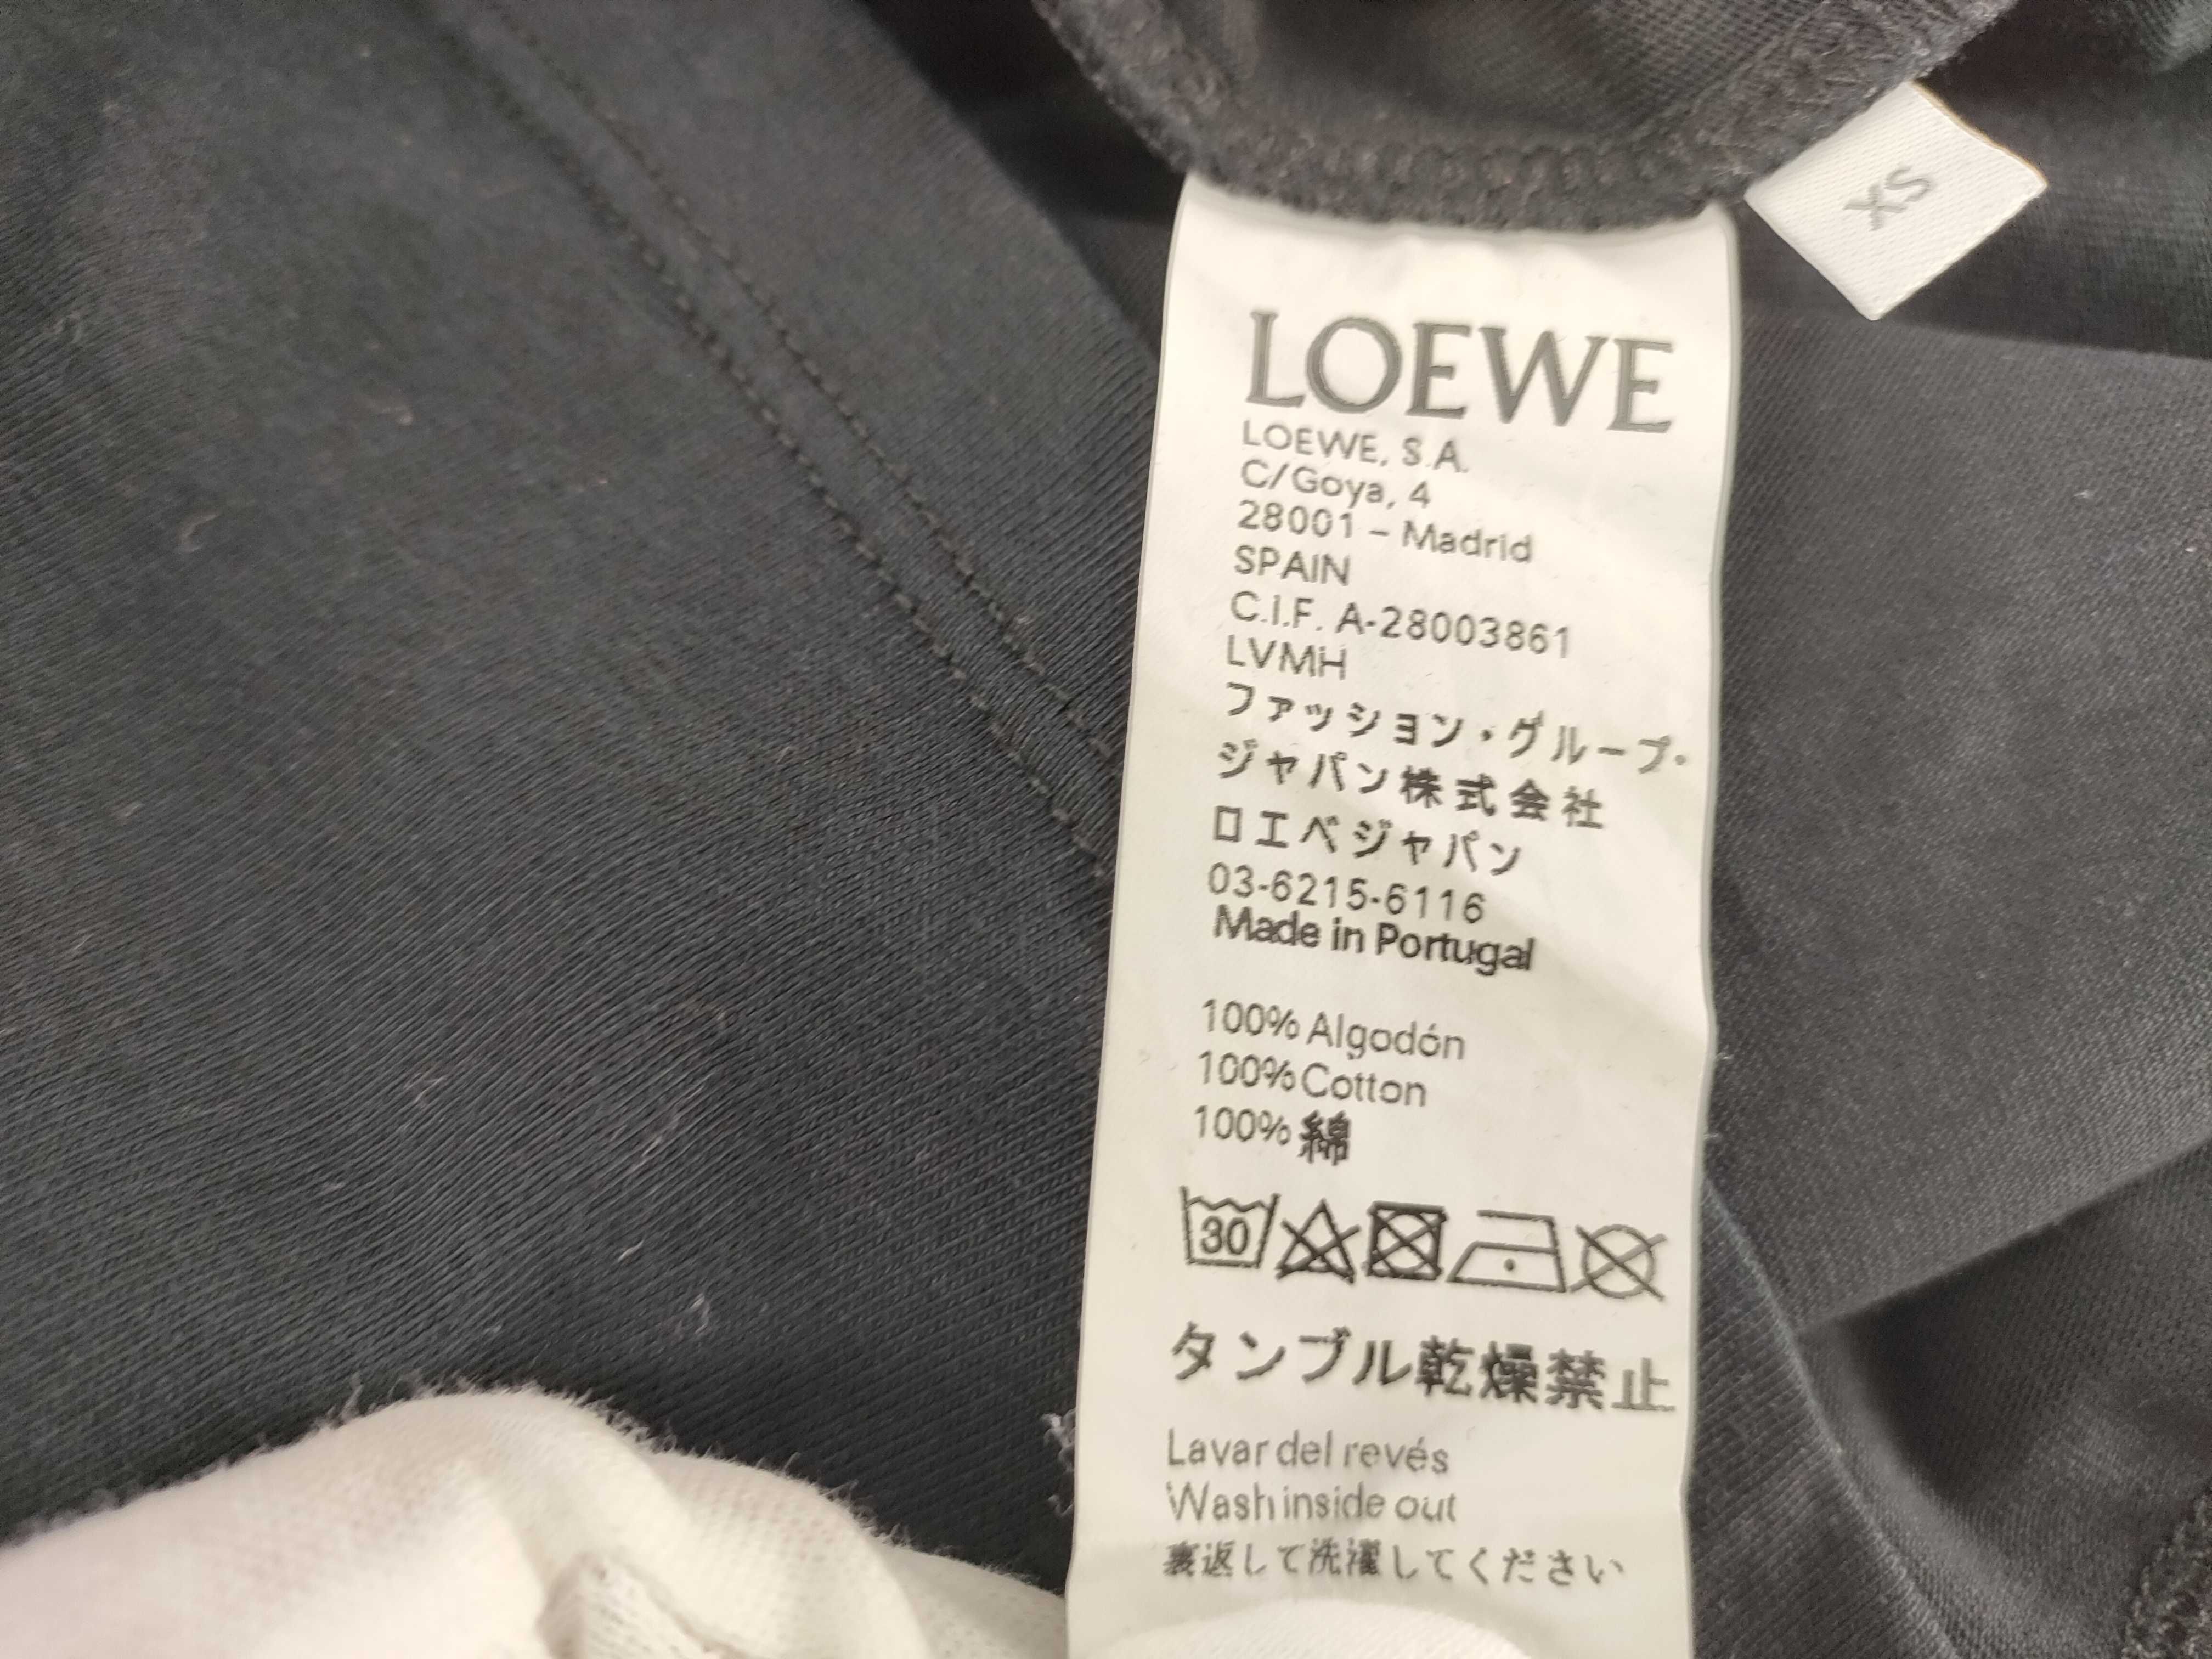 XS
LOEWE
LOEWE, S.A.
C/Goya, 4
28001 – Madrid
SPAIN
C.I.F. A-28003861
LVMH
ファッション・グループ・
ジャパン株式会社
ロエベジャパン
03-6215-6116
Made in Portugal
100% Algodón
100% Cotton
100% 綿
30
タンブル乾燥禁止
Lavar del revés
Wash inside out
裏返して洗濯してください